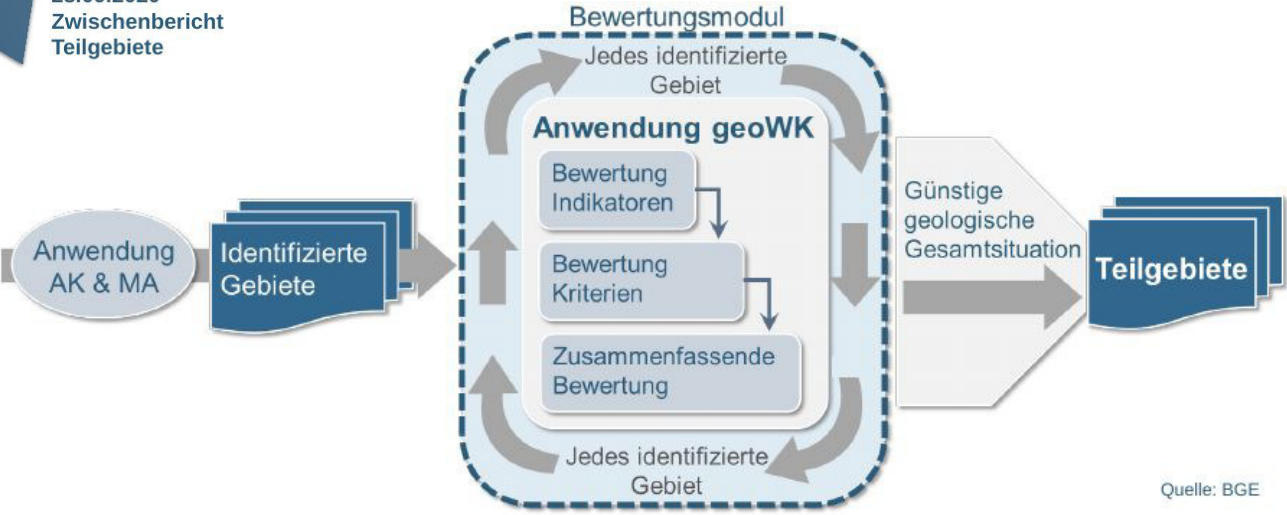 Zwischenbericht
Teilgebiete
Bewertungsmodul
Jedes identifizierte
Gebiet
Anwendung geoWK
Bewertung
Indikatoren
Bewertung
Kriterien
Zusammenfassende
Bewertung
Jedes identifizierte
Gebiet
Anwendung
AK & MA
Identifizierte
Gebiete
Günstige
geologische
Gesamtsituation
Teilgebiete
Quelle: BGE